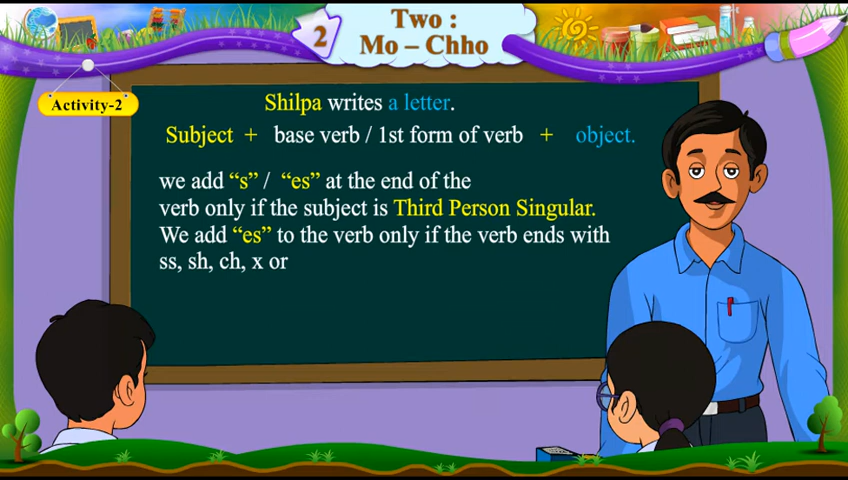 2
Two :
Mo – Chho
Activity-2
Shilpa writes a letter.
Subject + base verb / 1st form of verb + object.
we add “s” / “es” at the end of the
verb only if the subject is Third Person Singular.
We add “es” to the verb only if the verb ends with
ss, sh, ch, x or